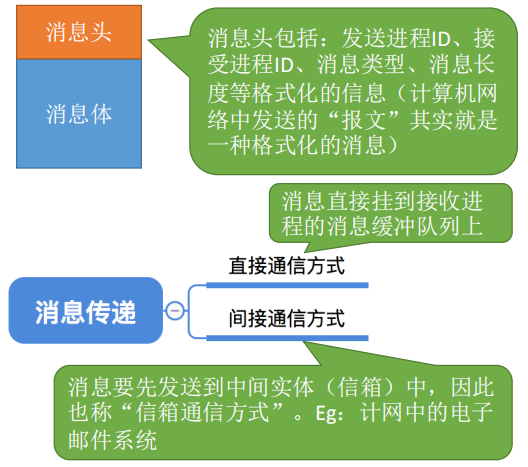 消息头
消息体
消息头包括：发送进程ID、接
受进程ID、消息类型、消息长
度等格式化的信息（计算机网
络中发送的“报文”其实就是
一种格式化的消息）
消息直接挂到接收进
程的消息缓冲队列上
直接通信方式
消息传递
间接通信方式
消息要先发送到中间实体（信箱）中，因此
也称“信箱通信方式”。Eg：计网中的电子
邮件系统